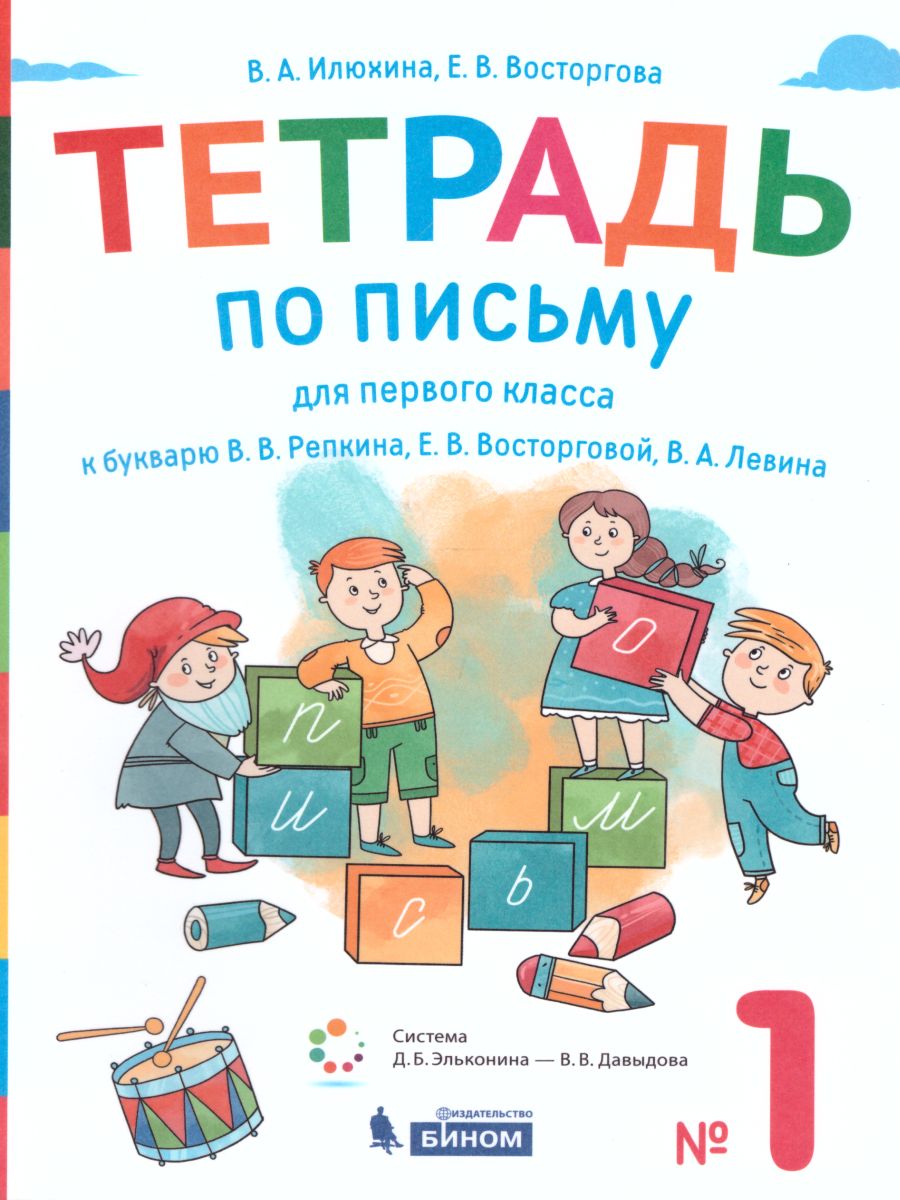 В. А. Илюхина, Е. В. Восторгова
ТЕТРАДЬ
по письму
для первого класса
к букварю В. В. Репкина, Е. В. Восторговой, В. А. Левина
о
п
и
м
ь
с
Система
Д. Б. Эльконина — В. В. Давыдова
ИЗДАТЕЛЬСТВО
БИНОМ
№ 1